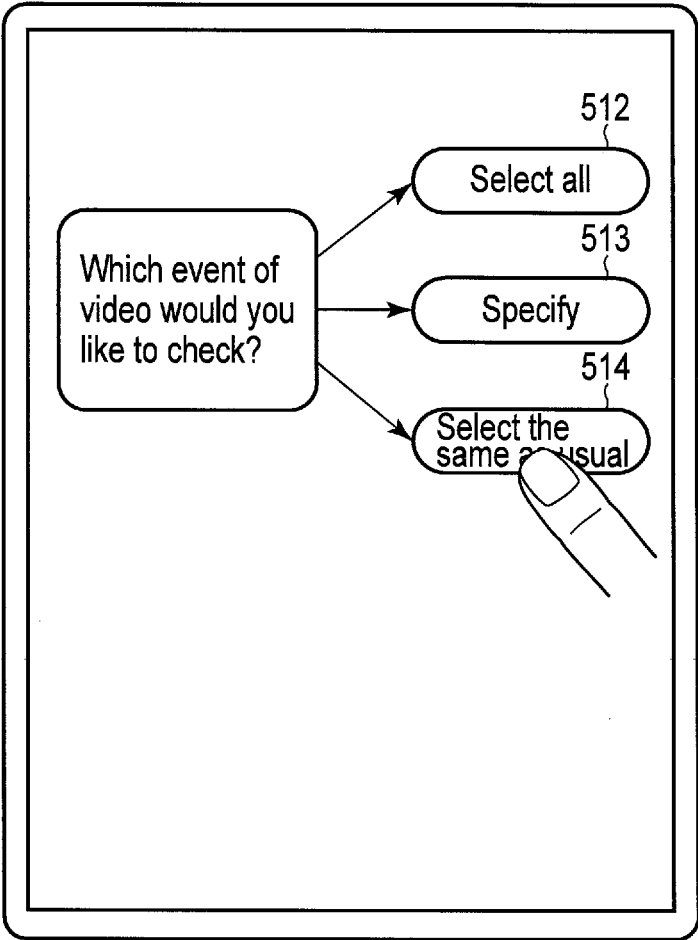 512
Select all
Which event of
video would you
like to check?
513
Specify
514
Select the
same as usual